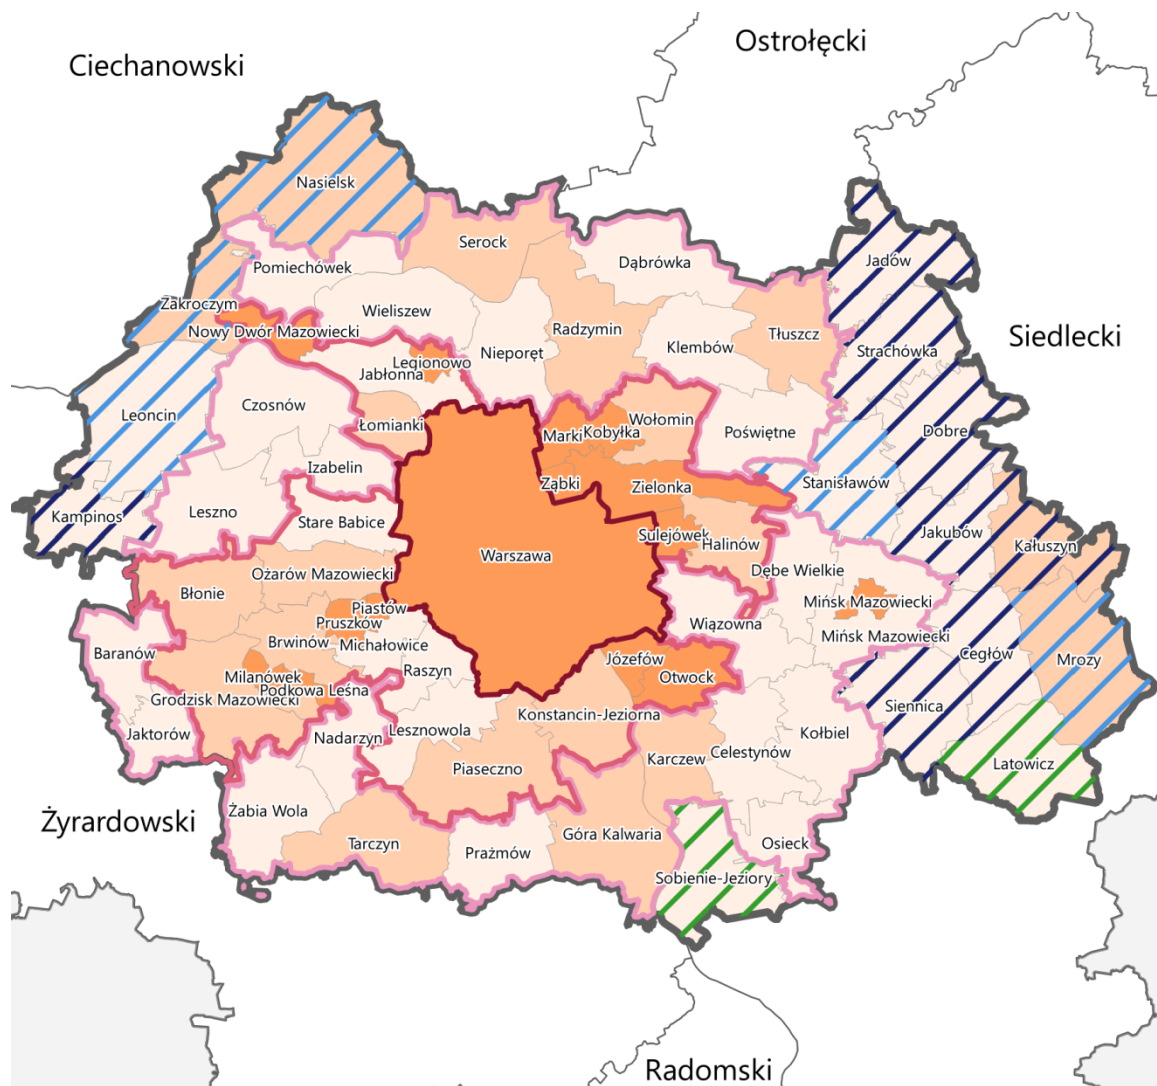 Ostrołęcki
Ciechanowski
Nasielsk
Serock
Jadów
Dąbrówka
Pomiechówek
Zakroczym
Wieliszew
Nowy Dwór Mazowiecki
Radzymin
Tłuszcz
Siedlecki
Klembów
Nieporęt
Strachówka
Legionowo
Jabłonna
Czosnów
Leoncin
Łomianki
Wołomin
Marki
Kobyłka
Poświętne
Dobre
Izabelin
Ząbki
Zielonka
Stanisławów
Kampinos
Leszno
Stare Babice
Sulejówek
Halinów
Jakubów
Kałuszyn
Warszawa
Dębe Wielkie
Ożarów Mazowiecki
Błonie
Piastów
Pruszków
Mińsk Mazowiecki
Wiązowna
Brwinów
Michałowice
Mińsk Mazowiecki
Baranów
Cegłów
Józefów
Mrozy
Raszyn
Milanówek
Otwock
Podkowa Leśna
Grodzisk Mazowiecki
Siennica
Jaktorów
Konstancin-Jeziorna
Lesznowola
Kołbiel
Nadarzyn
Celestynów
Karczew
Latowicz
Piaseczno
Żabia Wola
Żyrardowski
Góra Kalwaria
Tarczyn
Prażmów
Osieck
Sobienie-Jeziory
Radomski